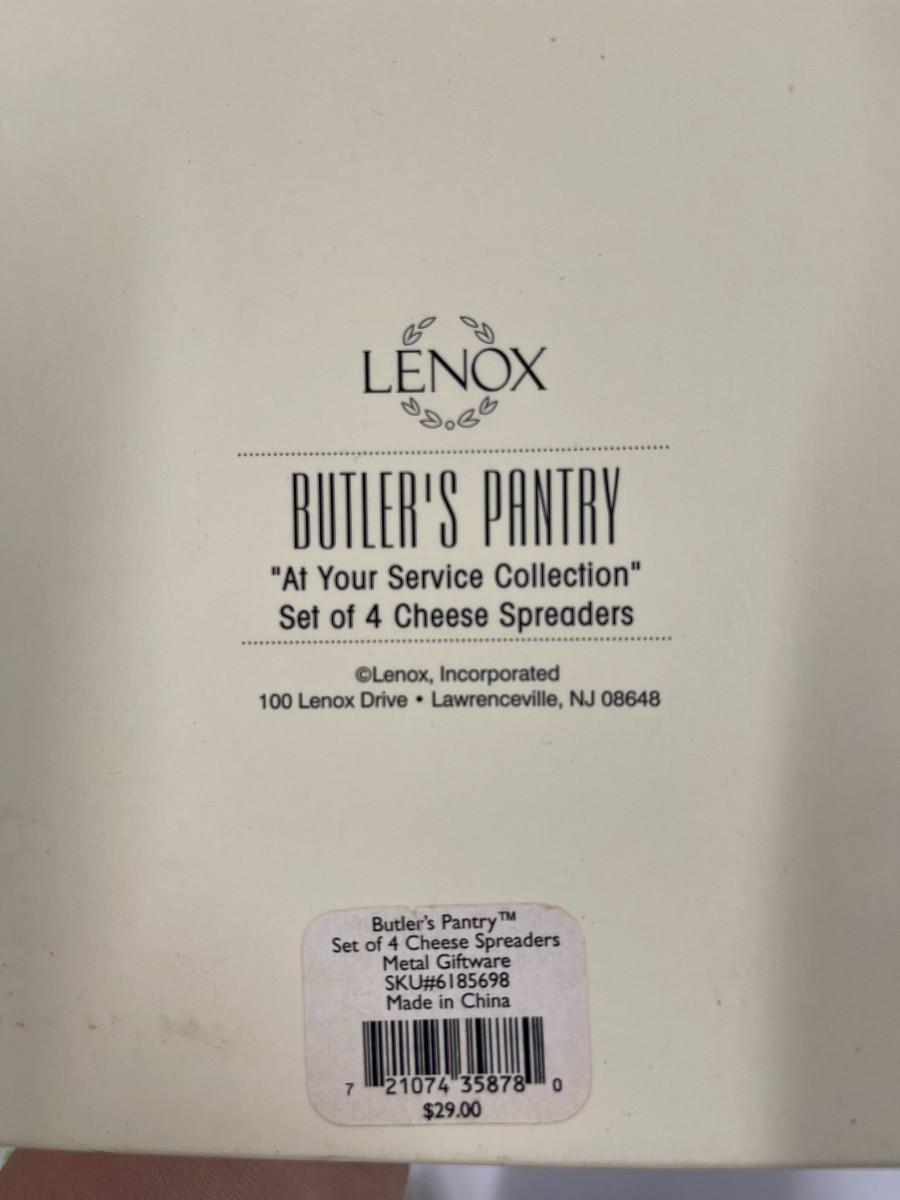 LENOX
BUTLER'S PANTRY
"At Your Service Collection"
Set of 4 Cheese Spreaders
©Lenox, Incorporated
100 Lenox Drive • Lawrenceville, NJ 08648
Butler's Pantry™
Set of 4 Cheese Spreaders
Metal Giftware
SKU#6185698
Made in China
7 21074 35878 0
$29.00